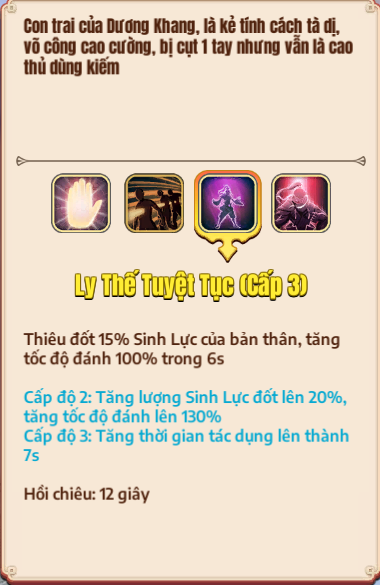 Con trai của Dương Khang, là kẻ tính cách tà dị,
võ công cao cường, bị cụt 1 tay nhưng vẫn là cao
thủ dùng kiếm
Ly Thế Tuyệt Tục (Cấp 3)
Thiêu đốt 15% Sinh Lực của bản thân, tăng
tốc độ đánh 100% trong 6s
Cấp độ 2: Tăng lượng Sinh Lực đốt lên 20%,
tăng tốc độ đánh lên 130%
Cấp độ 3: Tăng thời gian tác dụng lên thành
7s
Hồi chiêu: 12 giây